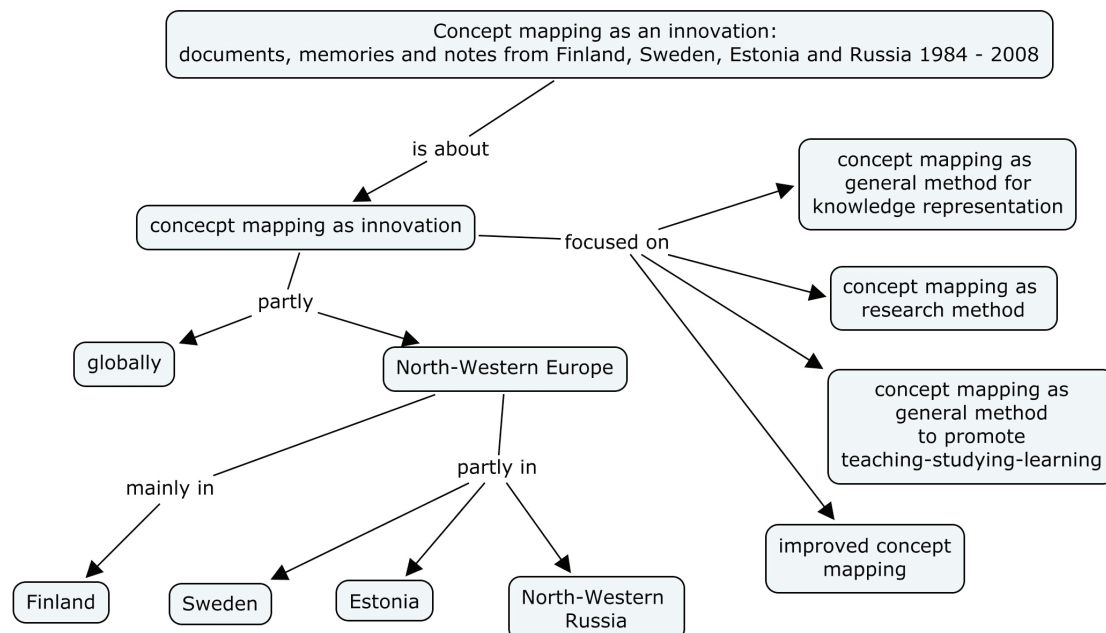 Concept mapping as an innovation:
documents, memories and notes from Finland, Sweden, Estonia and Russia 1984 - 2008
is about
concecpt mapping as innovation
focused on
concept mapping as
general method for
knowledge representation
concept mapping as
research method
concept mapping as
general method
to promote
teaching-studying-learning
improved concept
mapping
partly
globally
North-Western Europe
mainly in
partly in
Finland
Sweden
Estonia
North-Western
Russia